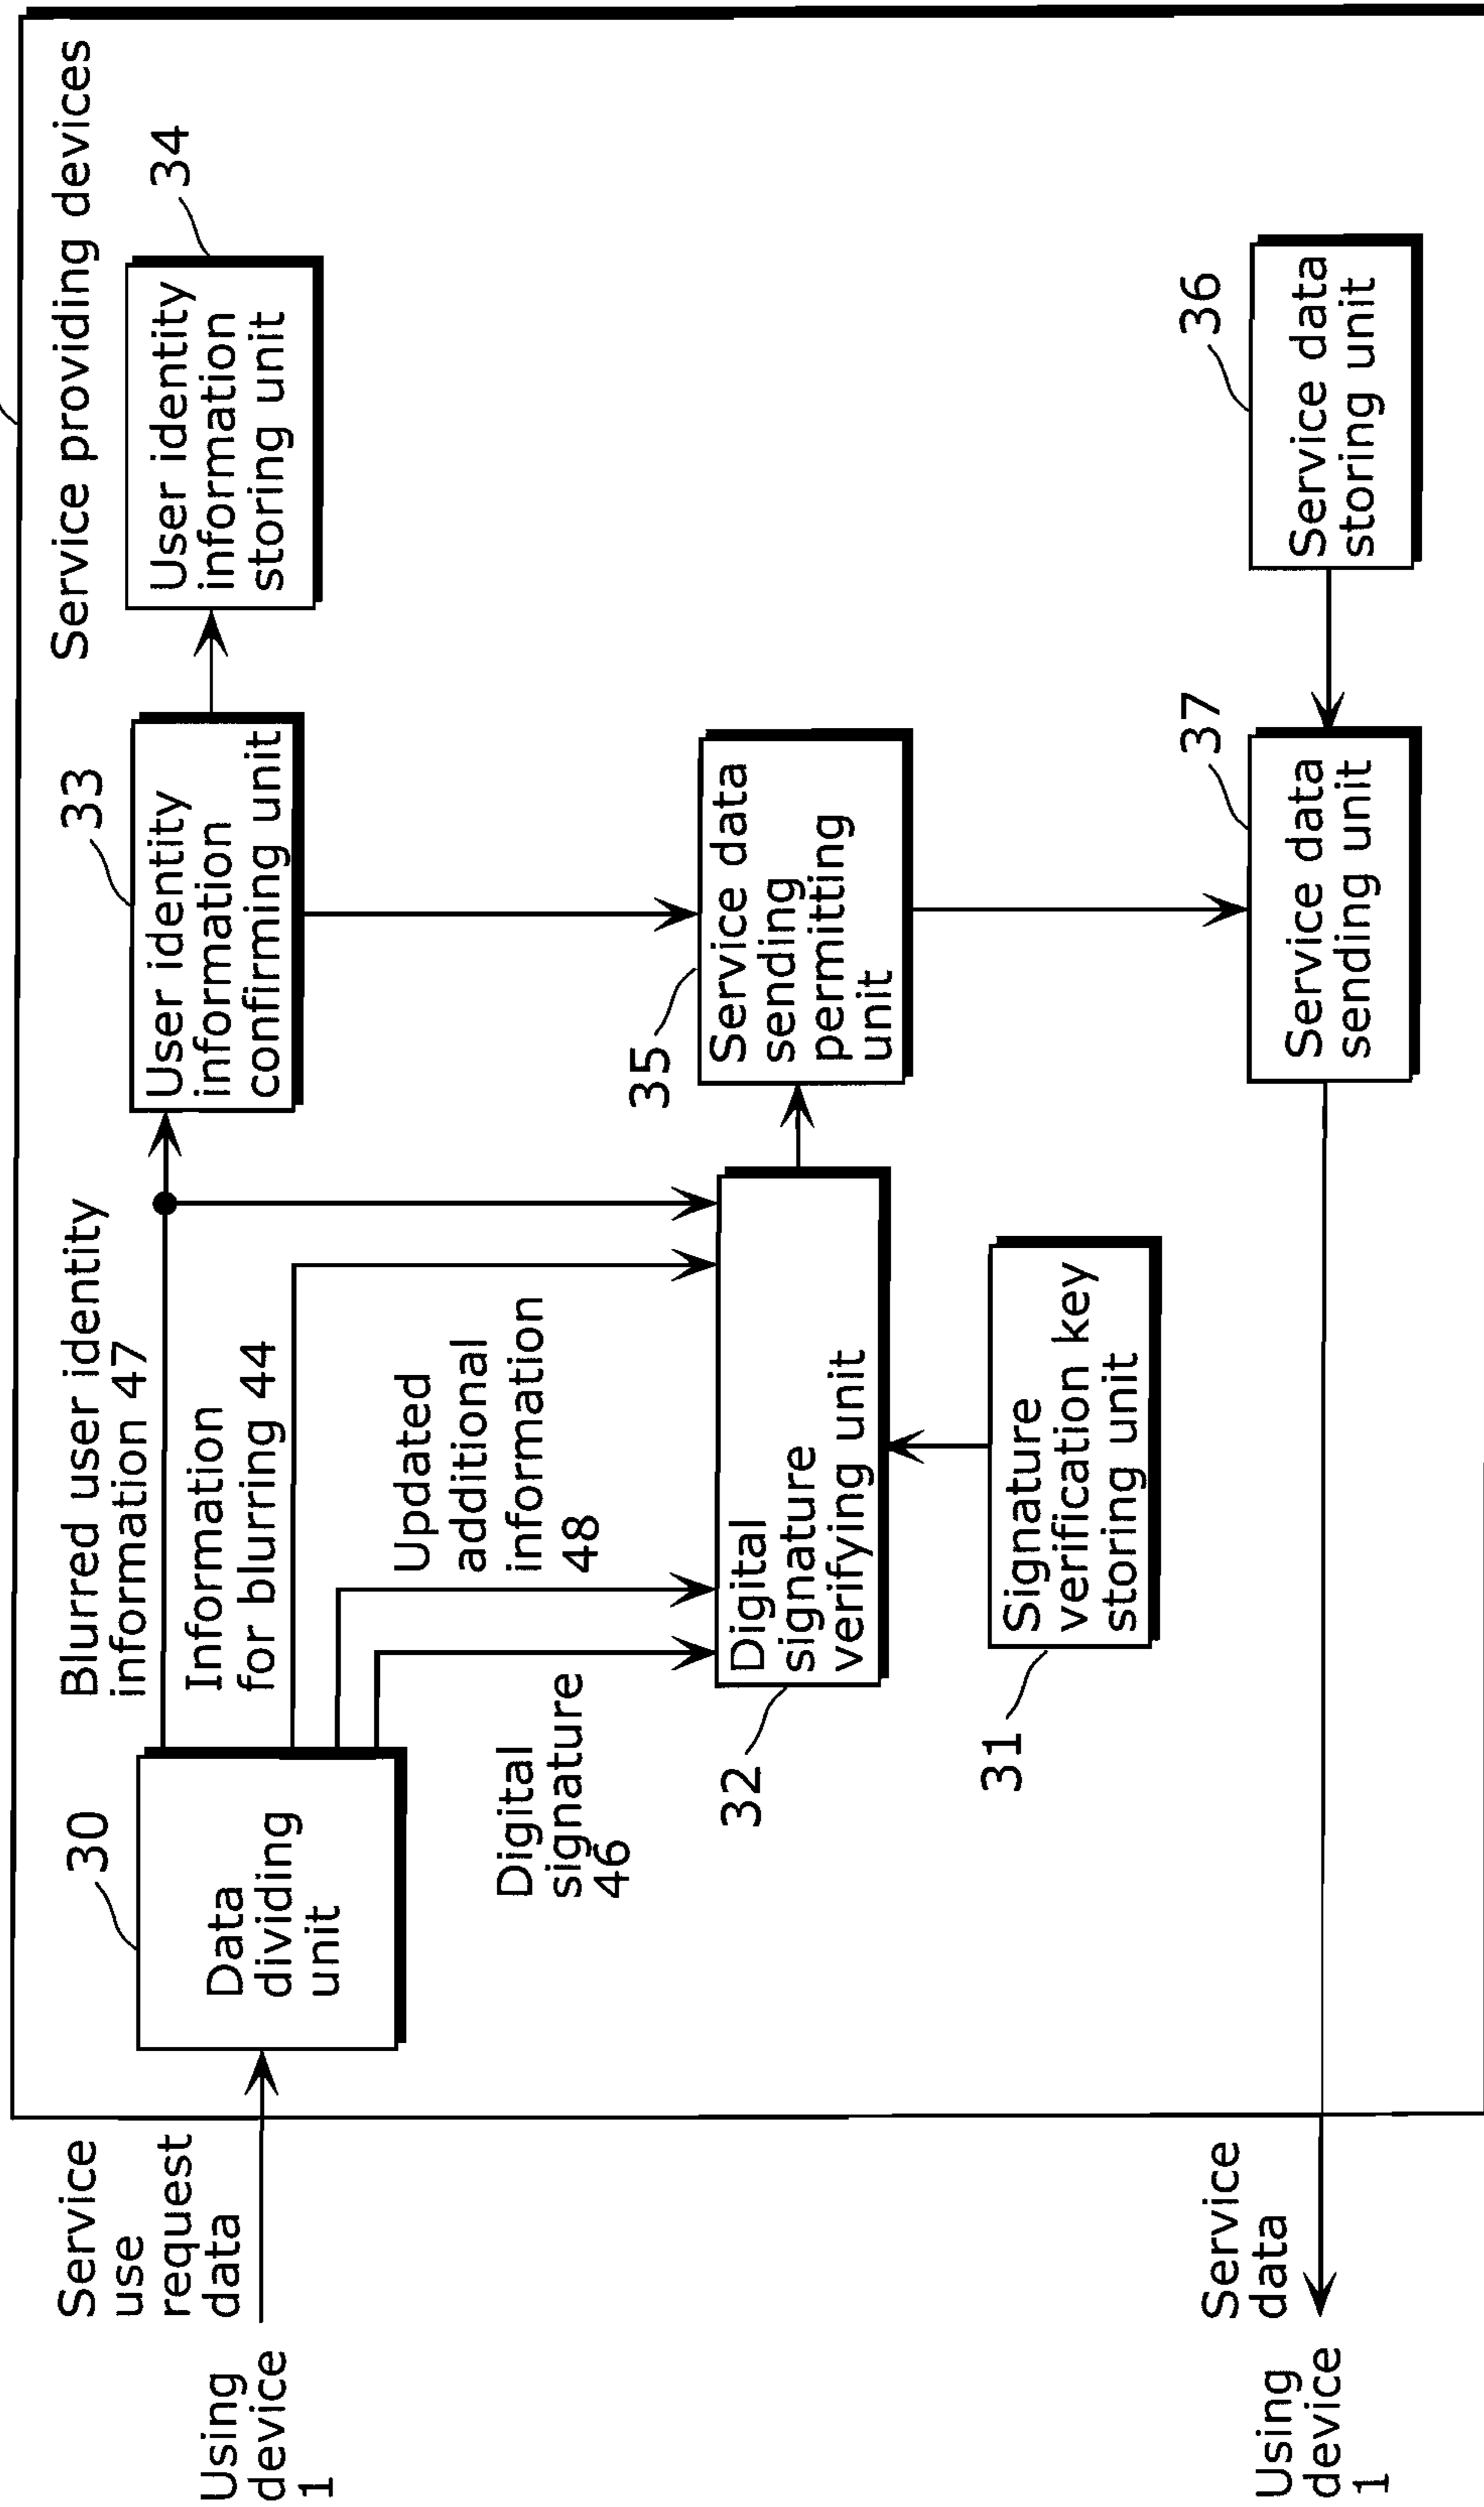 Service providing devices
Using
device
1
Service
use
request
data
30
Data
dividing
unit
Blurred user identity
information 47
Information
for blurring 44
Updated
additional
information
48
Digital
signature
46
33
User identity
information
confirming unit
34
User identity
information
storing unit
32
Digital
signature
verifying unit
35
Service data
sending
permitting
unit
31
Signature
verification key
storing unit
Using
device
1
Service
data
37
Service data
sending unit
36
Service data
storing unit